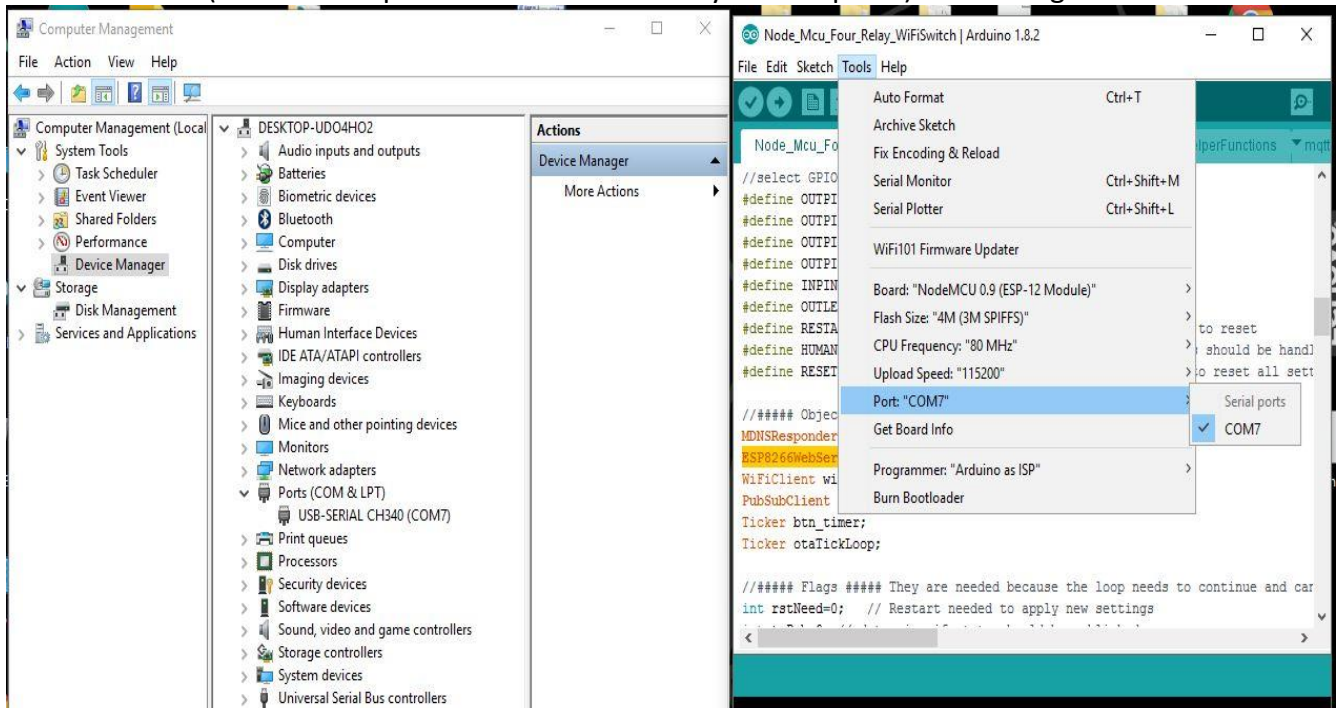 Computer Management
File Action View Help
Computer Management (Local
System Tools
Task Scheduler
Event Viewer
Shared Folders
Performance
Device Manager
Storage
Disk Management
Services and Applications
DESKTOP-UDO4HO2
Audio inputs and outputs
Batteries
Biometric devices
Bluetooth
Computer
Disk drives
Display adapters
Firmware
Human Interface Devices
IDE ATA/ATAPI controllers
Imaging devices
Keyboards
Mice and other pointing devices
Monitors
Network adapters
Ports (COM & LPT)
USB-SERIAL CH340 (COM7)
Print queues
Processors
Security devices
Software devices
Sound, video and game controllers
Storage controllers
System devices
Universal Serial Bus controllers
Actions
Device Manager
More Actions
Node_Mcu_Four_Relay_WiFiSwitch | Arduino 1.8.2
File Edit Sketch Tools Help
Node_Mcu_Fo
lperFunctions
mqtt
//select GPIO
#define OUTPI
#define OUTPI
#define OUTPI
#define OUTPI
#define INPIN
#define OUTLE
#define RESTA to reset
#define HUMAN should be handl
#define RESET o reset all sett
//##### Objec
MDNSResponder
ESP8266WebSer
WiFiClient wi
PubSubClient
Ticker btn_timer;
Ticker otaTickLoop;
//##### Flags ##### They are needed because the loop needs to continue and car
int rstNeed=0; // Restart needed to apply new settings
Auto Format Ctrl+T
Archive Sketch
Fix Encoding & Reload
Serial Monitor Ctrl+Shift+M
Serial Plotter Ctrl+Shift+L
WiFi101 Firmware Updater
Board: "NodeMCU 0.9 (ESP-12 Module)"
Flash Size: "4M (3M SPIFFS)"
CPU Frequency: "80 MHz"
Upload Speed: "115200"
Port: "COM7"
Get Board Info
Programmer: "Arduino as ISP"
Burn Bootloader
Serial ports
COM7